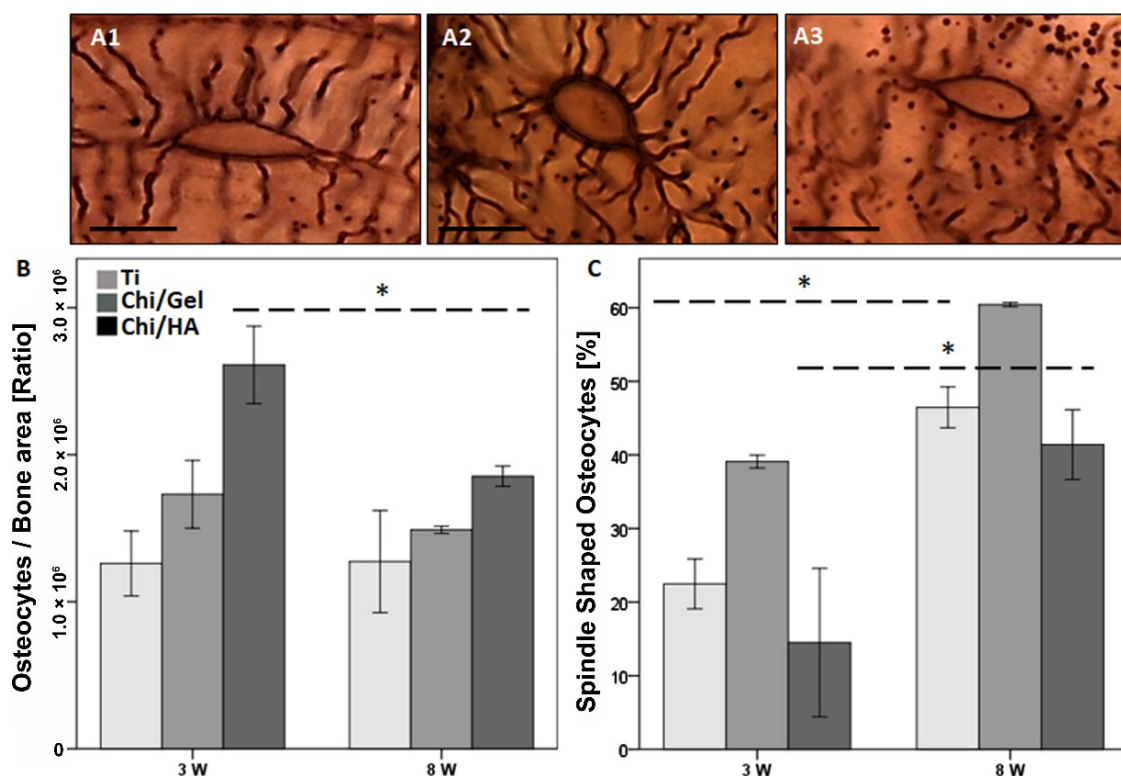 A1
A2
A3
B
Ti
Chi/Gel
Chi/HA
*
Osteocytes / Bone area [Ratio]
3.0 × 10⁶
2.0 × 10⁶
1.0 × 10⁶
0
3 W
8 W
C
*
*
Spindle Shaped Osteocytes [%]
60
50
40
30
20
10
0
3 W
8 W